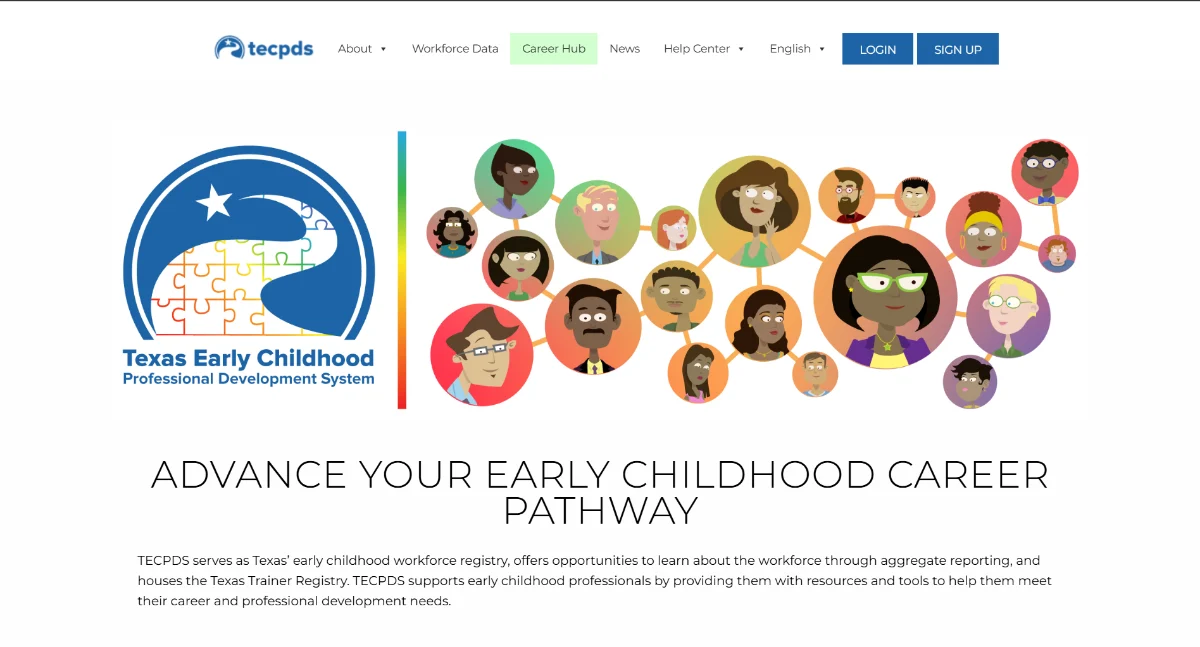 tecpds
About
Workforce Data
Career Hub
News
Help Center
English
LOGIN
SIGN UP
Texas Early Childhood
Professional Development System
ADVANCE YOUR EARLY CHILDHOOD CAREER
PATHWAY
TECPDS serves as Texas’ early childhood workforce registry, offers opportunities to learn about the workforce through aggregate reporting, and
houses the Texas Trainer Registry. TECPDS supports early childhood professionals by providing them with resources and tools to help them meet
their career and professional development needs.